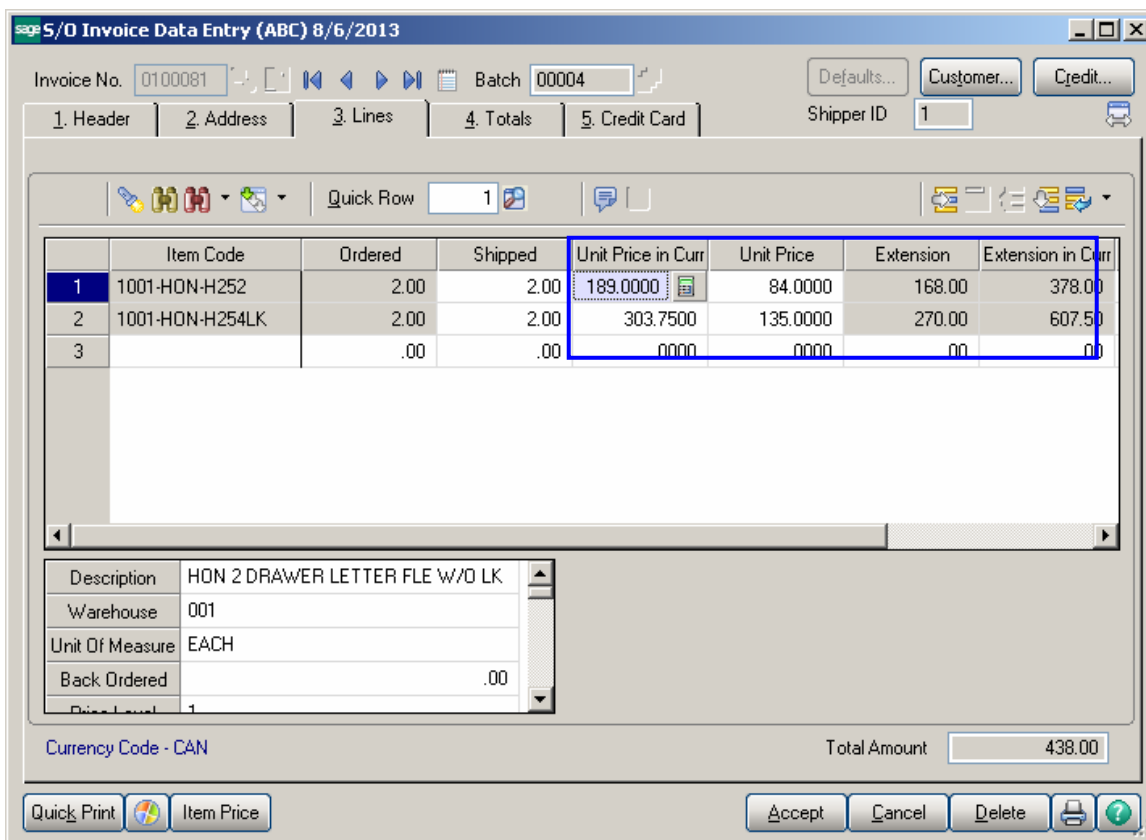 sage S/O Invoice Data Entry (ABC) 8/6/2013
Invoice No. 0100081 Batch 00004 Defaults... Customer... Credit...
1. Header 2. Address 3. Lines 4. Totals 5. Credit Card Shipper ID 1
Quick Row 1
Item Code Ordered Shipped Unit Price in Curr Unit Price Extension Extension in Curr
1 1001-HON-H252 2.00 2.00 189.0000 84.0000 168.00 378.00
2 1001-HON-H254LK 2.00 2.00 303.7500 135.0000 270.00 607.50
3 .00 .00 .0000 .0000 .00 .00
Description HON 2 DRAWER LETTER FLE W/O LK
Warehouse 001
Unit Of Measure EACH
Back Ordered .00
Price Level 1
Currency Code - CAN Total Amount 438.00
Quick Print Item Price Accept Cancel Delete